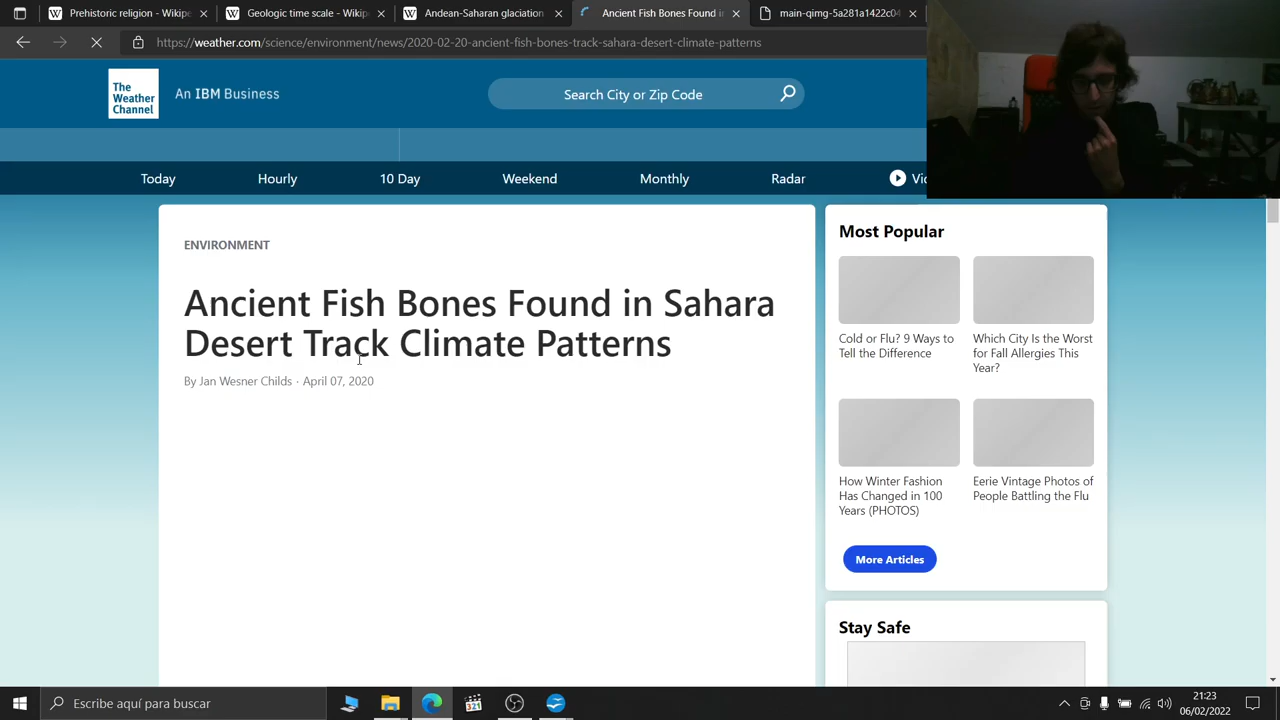 Prehistoric religion - Wikipe
Geologic time scale - Wikip
Andean-Saharan glaciation
Ancient Fish Bones Found in
main-qimg-5a281a1422c04
https://weather.com/science/environment/news/2020-02-20-ancient-fish-bones-track-sahara-desert-climate-patterns
The
Weather
Channel
An IBM Business
Search City or Zip Code
Today
Hourly
10 Day
Weekend
Monthly
Radar
ENVIRONMENT
Ancient Fish Bones Found in Sahara
Desert Track Climate Patterns
By Jan Wesner Childs · April 07, 2020
Most Popular
Cold or Flu? 9 Ways to
Tell the Difference
Which City Is the Worst
for Fall Allergies This
Year?
How Winter Fashion
Has Changed in 100
Years (PHOTOS)
Eerie Vintage Photos of
People Battling the Flu
More Articles
Stay Safe
Escribe aquí para buscar
21:23
06/02/2022